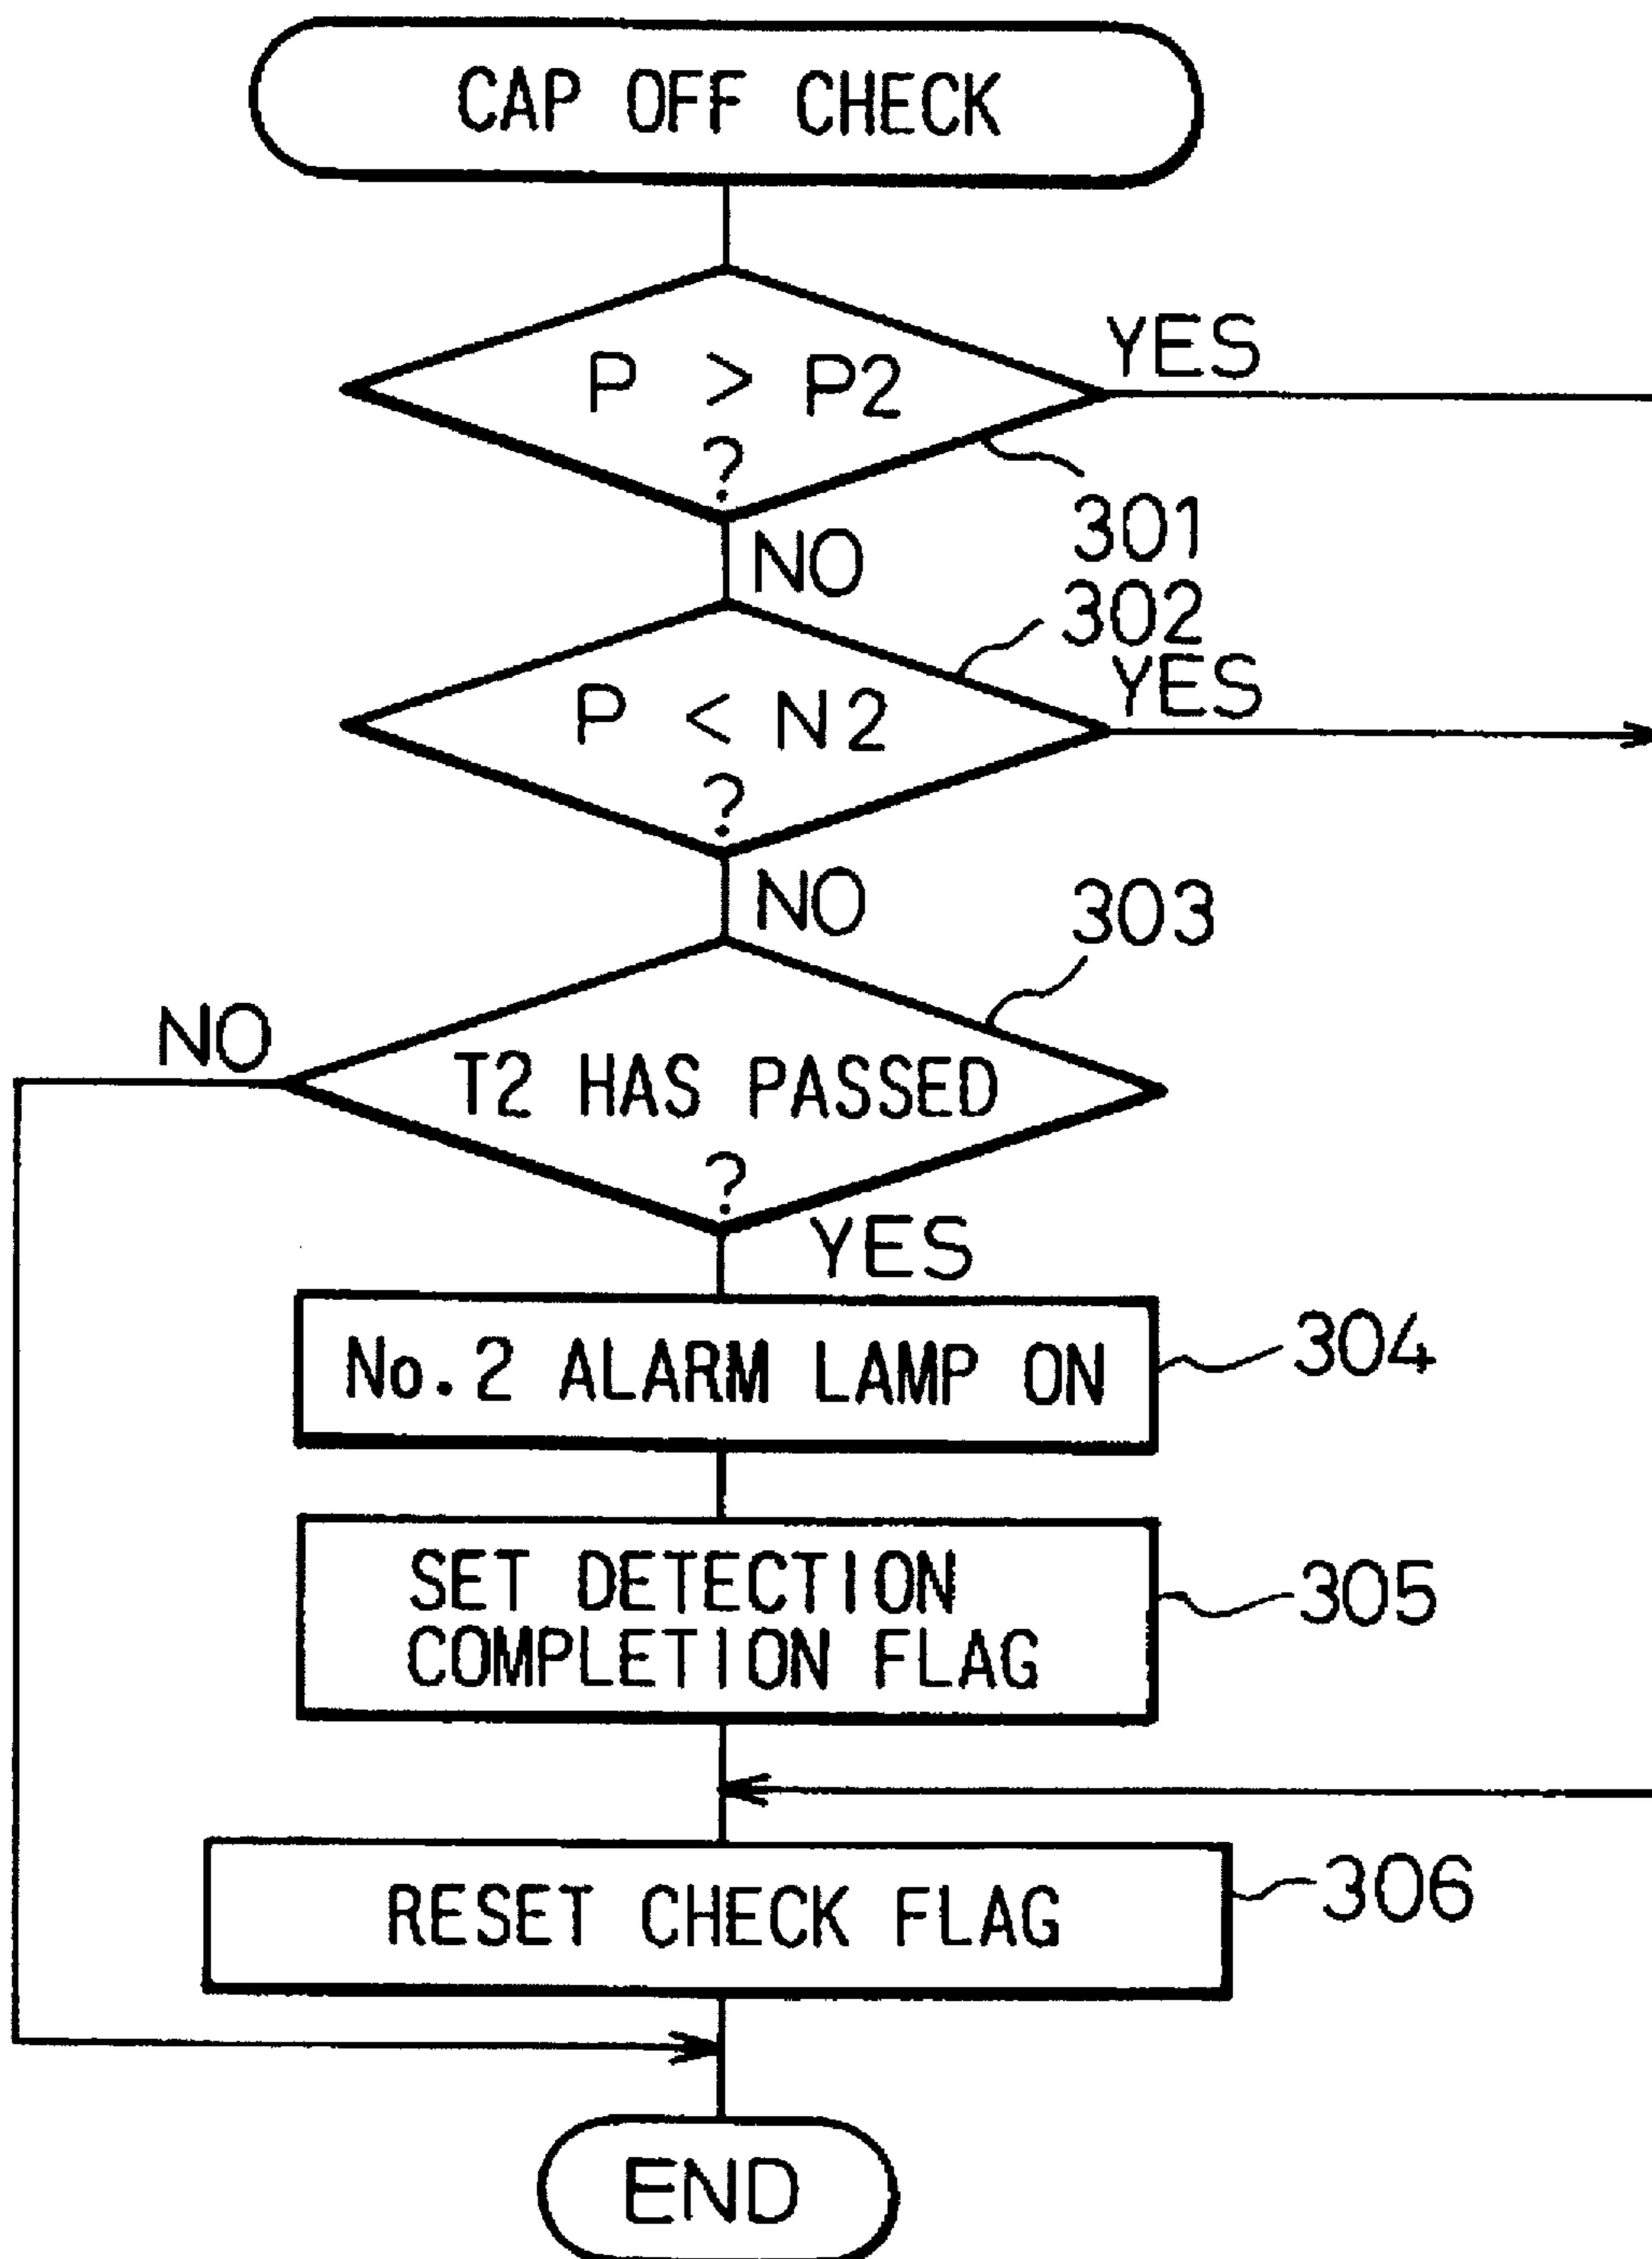 CAP OFF CHECK
P > P2
?
YES
301
NO
302
P < N2
?
YES
NO
303
T2 HAS PASSED
?
NO
YES
No.2 ALARM LAMP ON
304
SET DETECTION
COMPLETION FLAG
305
RESET CHECK FLAG
306
END